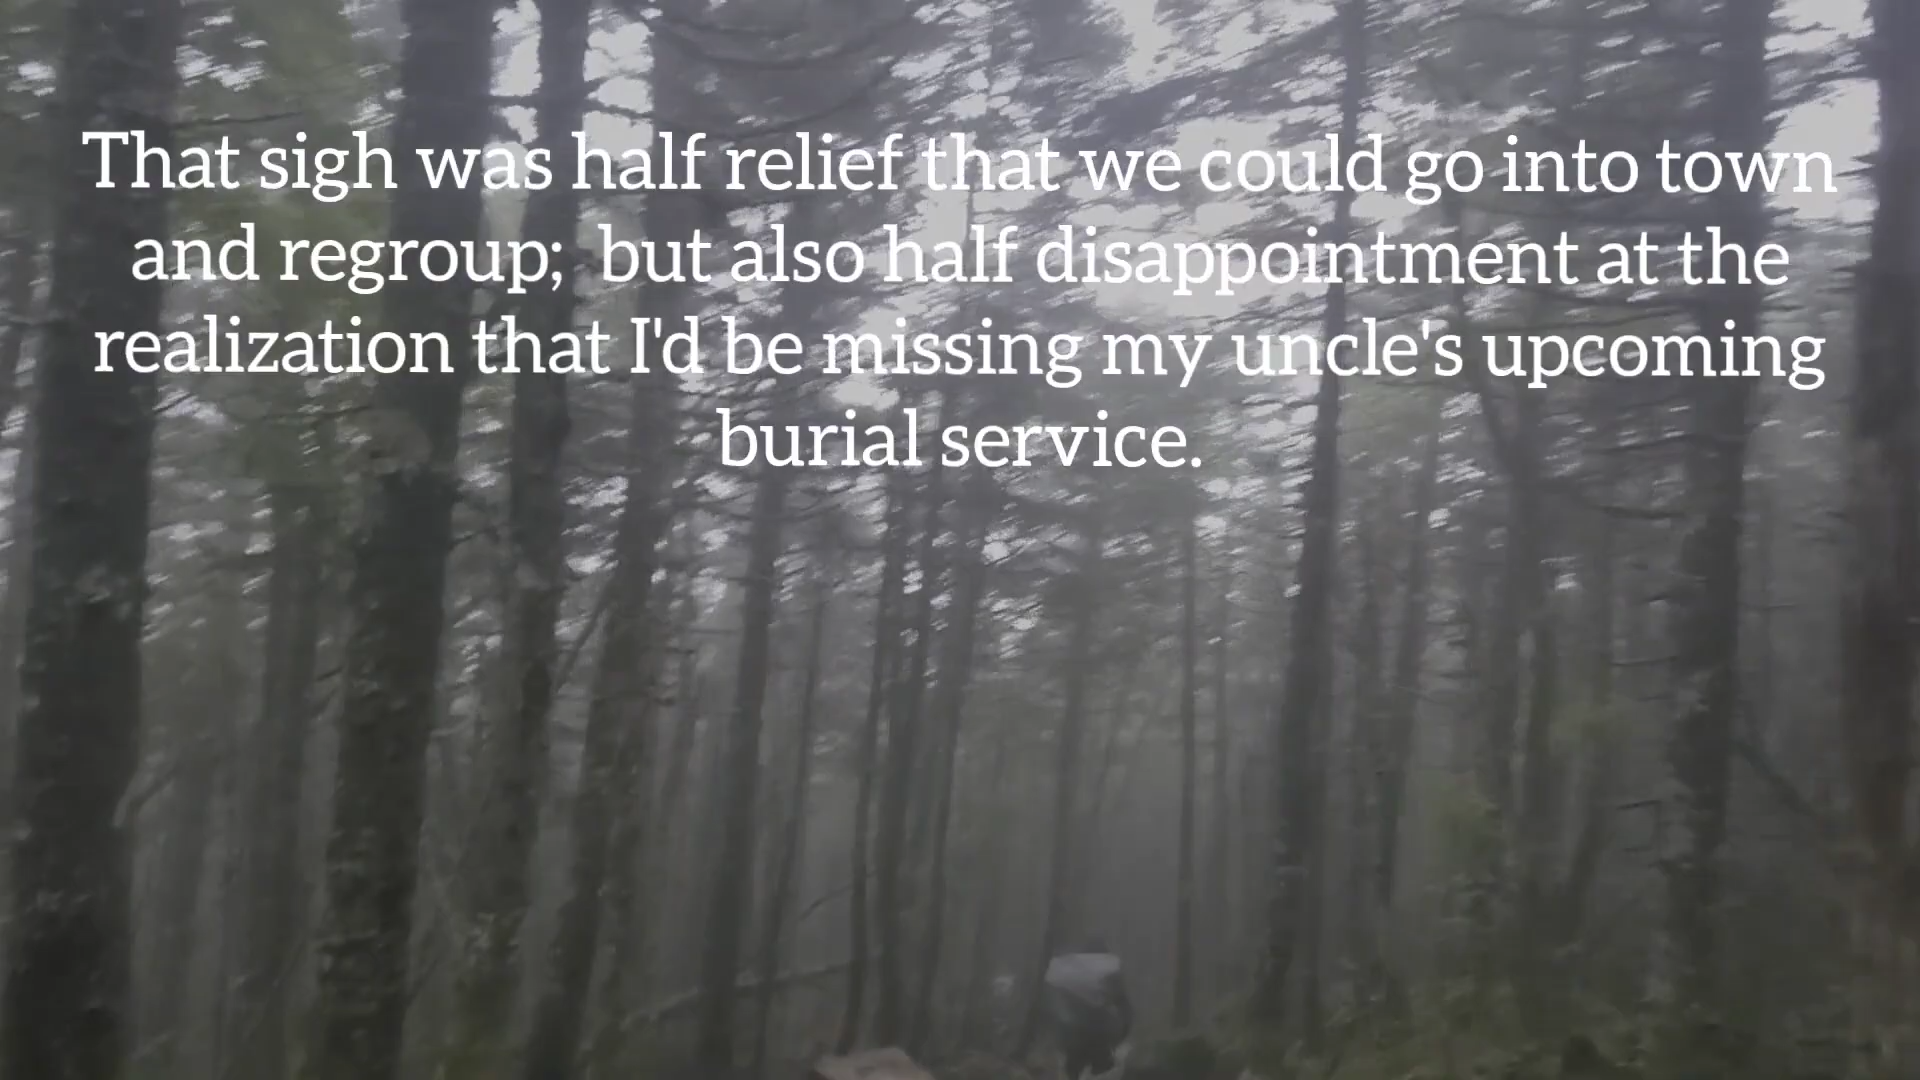 That sigh was half relief that we could go into town
and regroup;  but also half disappointment at the
realization that I'd be missing my uncle's upcoming
burial service.